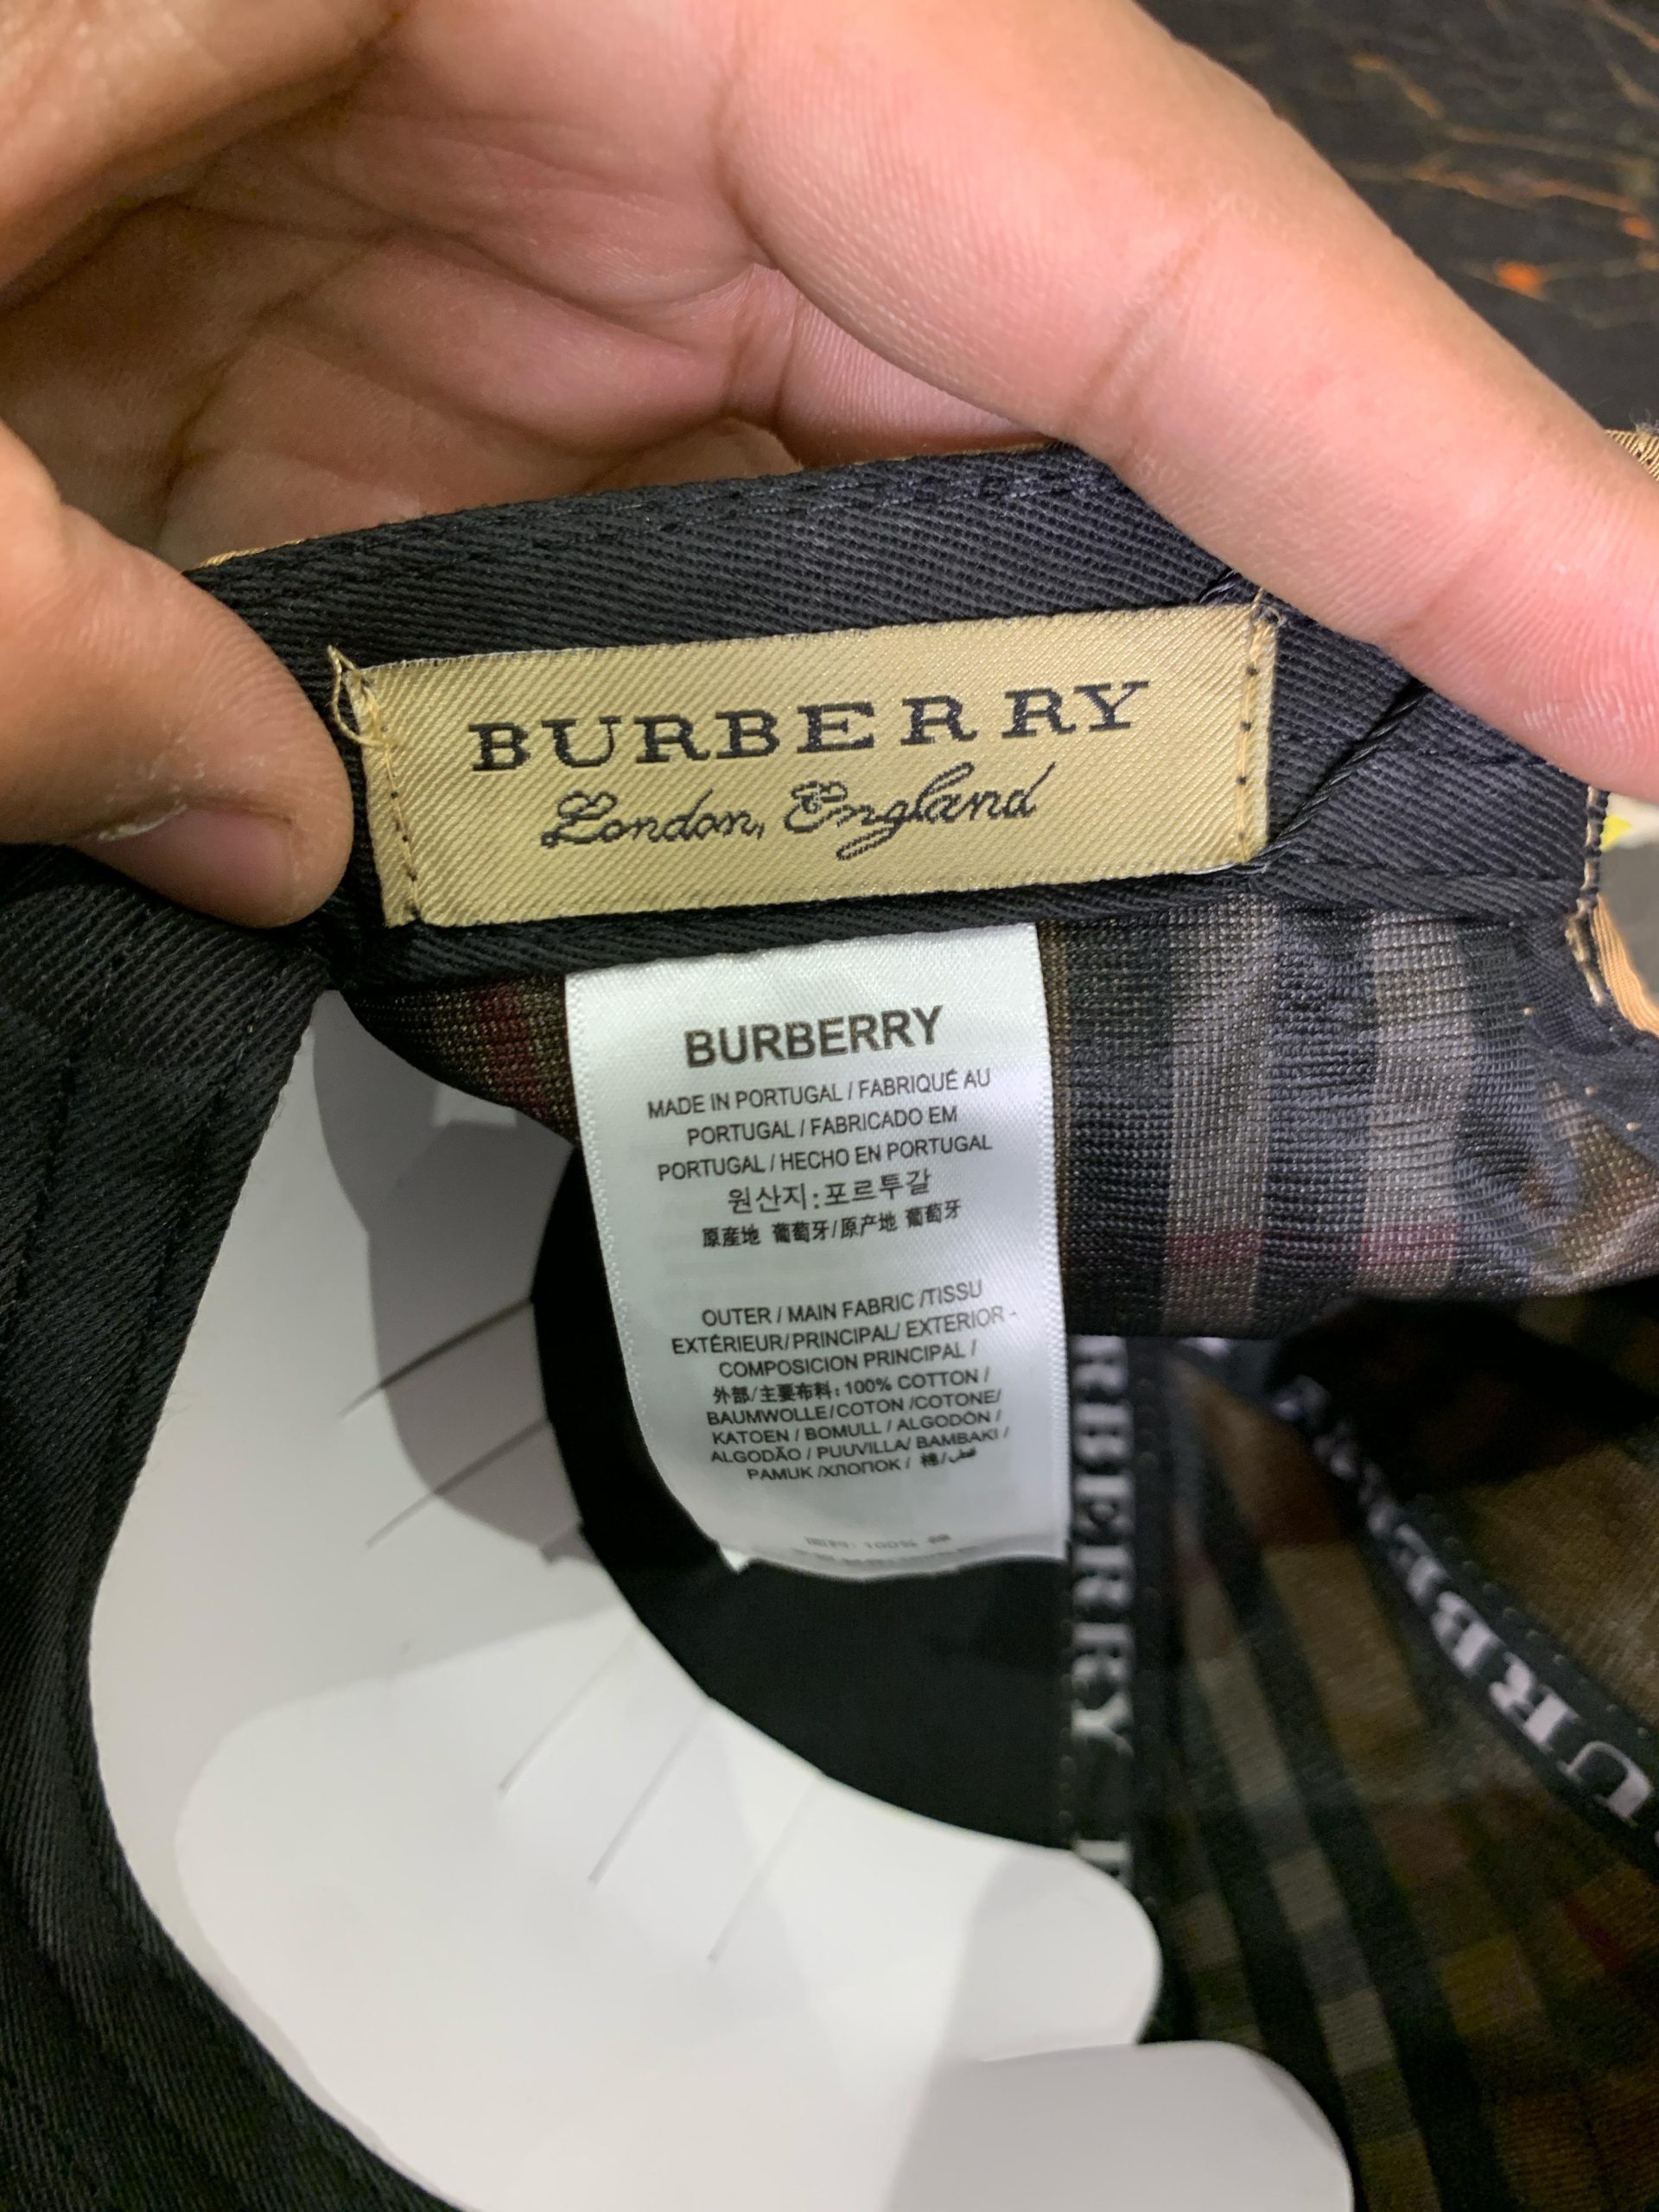 BURBERRY
London, England
BURBERRY
MADE IN PORTUGAL / FABRIQUÉ AU
PORTUGAL / FABRICADO EM
PORTUGAL / HECHO EN PORTUGAL
원산지:포르투갈
原産地 葡萄牙/原产地 葡萄牙
OUTER / MAIN FABRIC /TISSU
EXTÉRIEUR/PRINCIPAL/ EXTERIOR -
COMPOSICION PRINCIPAL /
外部/主要布料: 100% COTTON /
BAUMWOLLE/COTON /COTONE/
KATOEN / BOMULL / ALGODÓN /
ALGODÃO / PUUVILLA/ BAMBAKI /
PAMUK /ХЛОПОК / 棉/قطن
RBERRY
BURBERRY
URBE